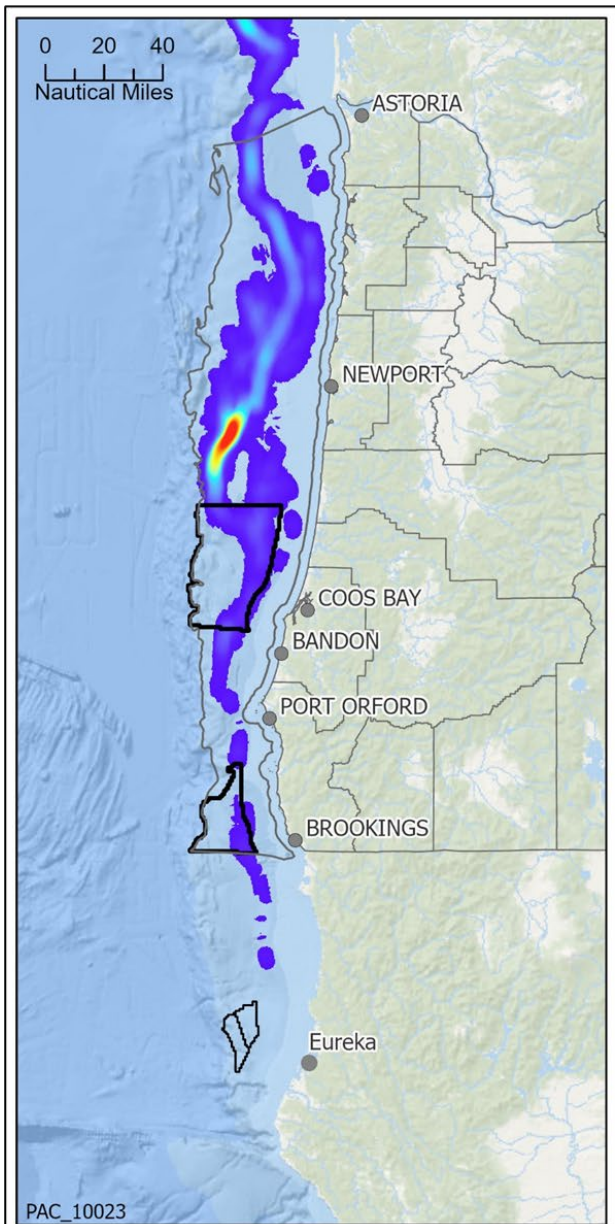 0 20 40
Nautical Miles
ASTORIA
NEWPORT
COOS BAY
BANDON
PORT ORFORD
BROOKINGS
Eureka
PAC_10023